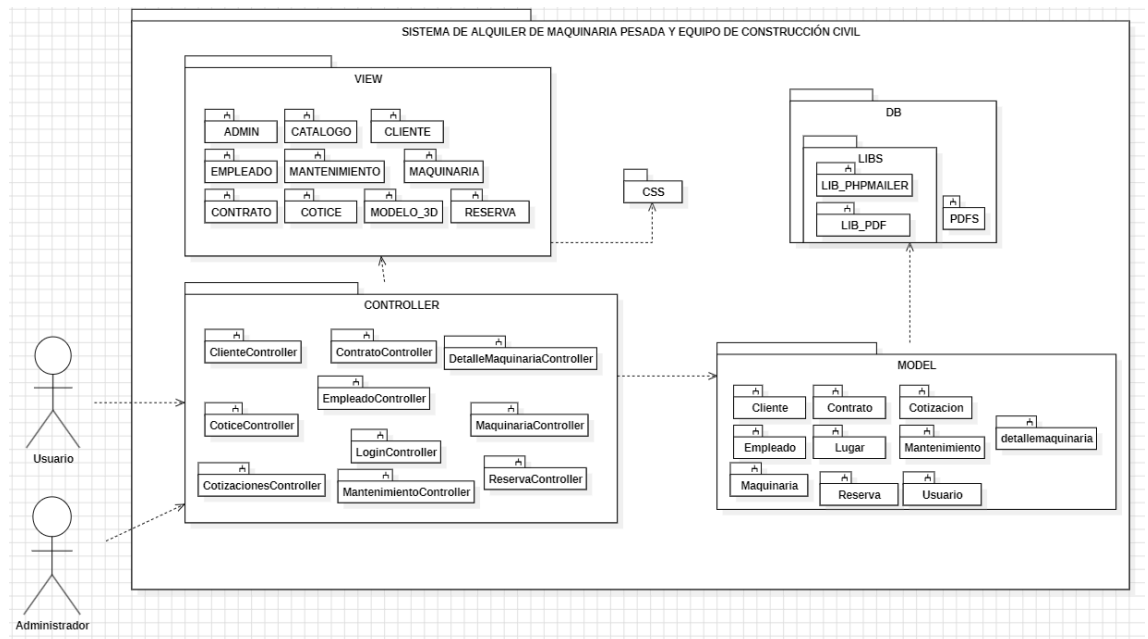 SISTEMA DE ALQUILER DE MAQUINARIA PESADA Y EQUIPO DE CONSTRUCCIÓN CIVIL
VIEW
ADMIN
CATALOGO
CLIENTE
EMPLEADO
MANTENIMIENTO
MAQUINARIA
CONTRATO
COTICE
MODELO_3D
RESERVA
CSS
DB
LIBS
LIB_PHPMAILER
LIB_PDF
PDFS
CONTROLLER
ClienteController
ContratoController
DetalleMaquinariaController
EmpleadoController
CoticeController
MaquinariaController
LoginController
CotizacionesController
MantenimientoController
ReservaController
MODEL
Cliente
Contrato
Cotizacion
Empleado
Lugar
Mantenimiento
detallemaquinaria
Maquinaria
Reserva
Usuario
Usuario
Administrador